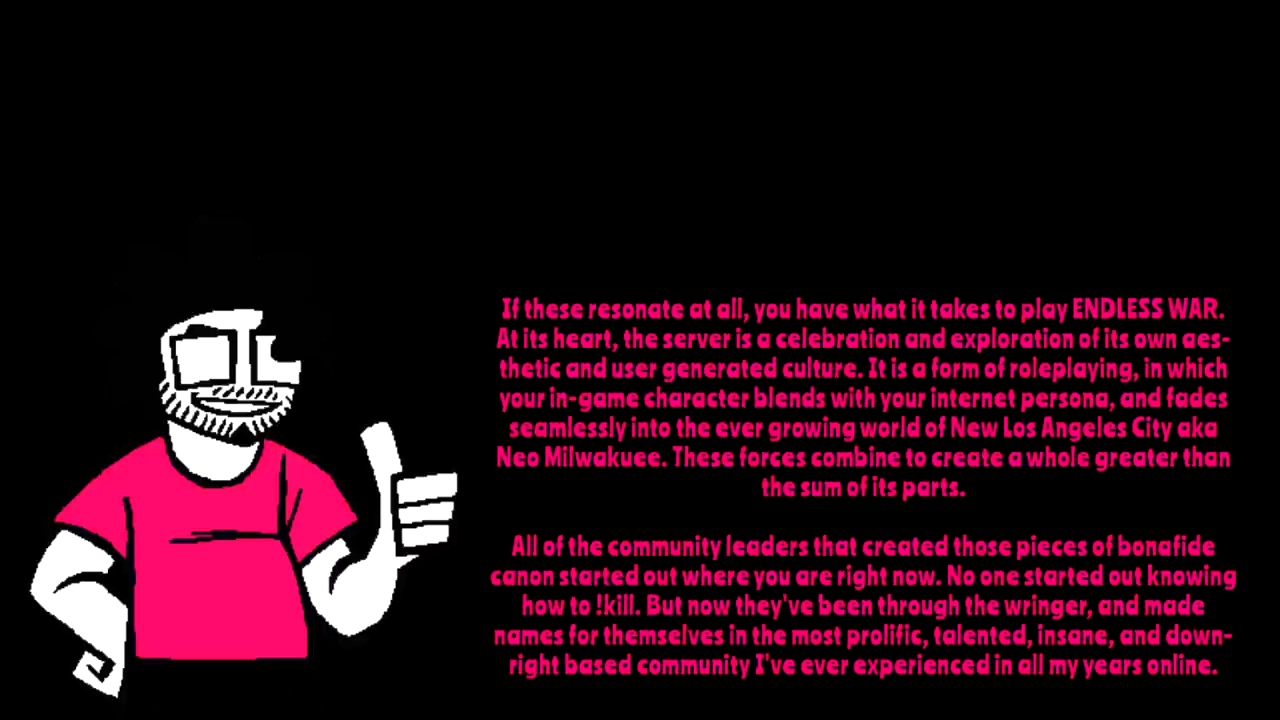 If these resonate at all, you have what it takes to play ENDLESS WAR.
At its heart, the server is a celebration and exploration of its own aes-
thetic and user generated culture. It is a form of roleplaying, in which
your in-game character blends with your internet persona, and fades
seamlessly into the ever growing world of New Los Angeles City aka
Neo Milwakuee. These forces combine to create a whole greater than
the sum of its parts.
All of the community leaders that created those pieces of bonafide
canon started out where you are right now. No one started out knowing
how to !kill. But now they've been through the wringer, and made
names for themselves in the most prolific, talented, insane, and down-
right based community I've ever experienced in all my years online.